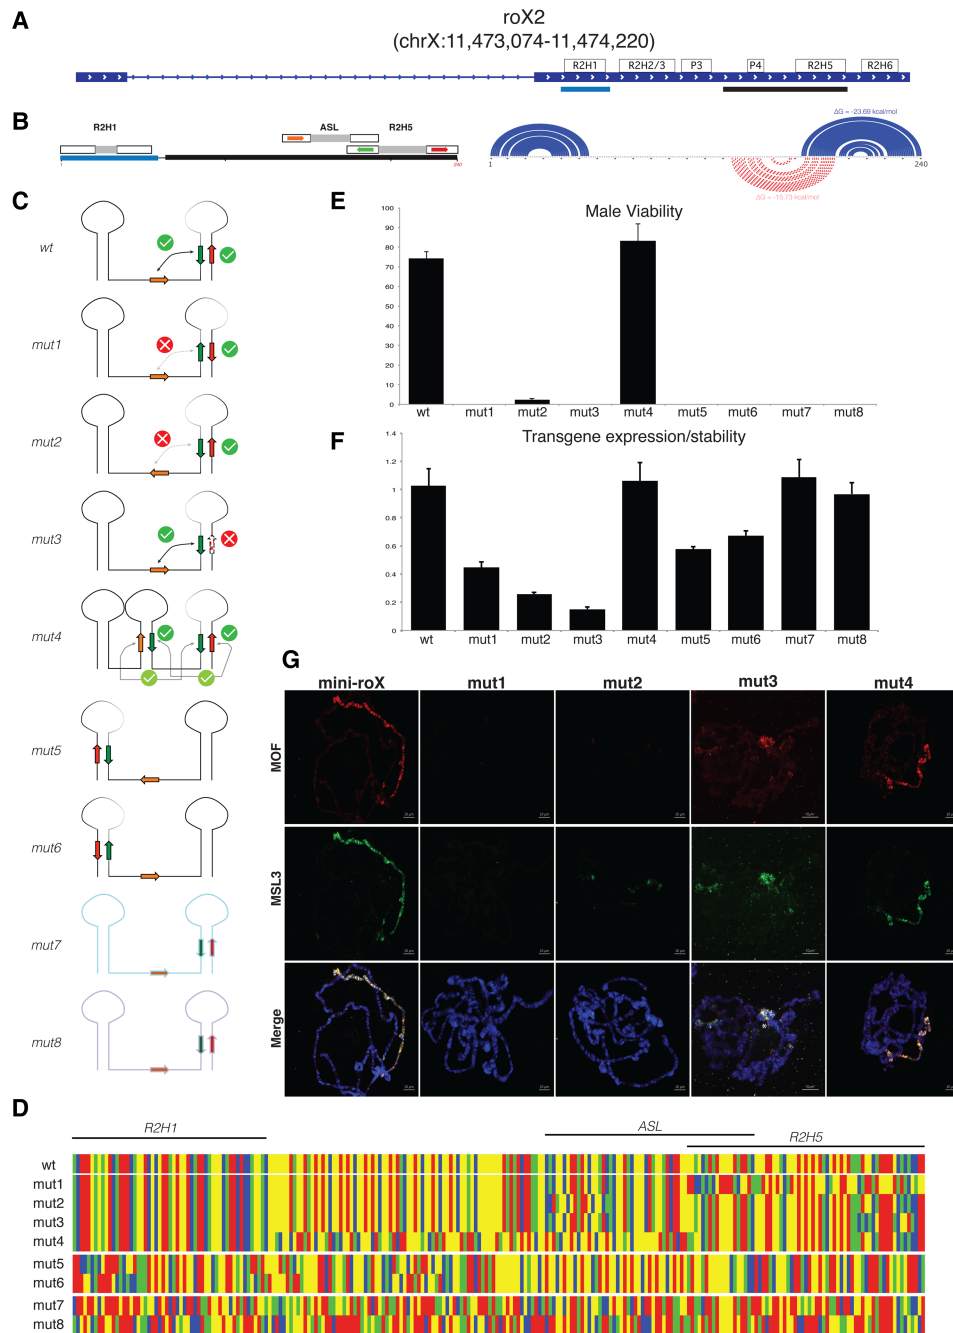 A
roX2
(chrX:11,473,074-11,474,220)
R2H1
R2H2/3
P3
P4
R2H5
R2H6
B
R2H1
ASL
R2H5
1
240
ΔG = -23.69 kcal/mol
1
240
ΔG = -15.73 kcal/mol
C
wt
mut1
mut2
mut3
mut4
mut5
mut6
mut7
mut8
E
Male Viability
100
90
80
70
60
50
40
30
20
10
0
wt mut1 mut2 mut3 mut4 mut5 mut6 mut7 mut8
F
Transgene expression/stability
1.4
1.2
1
0.8
0.6
0.4
0.2
0
wt mut1 mut2 mut3 mut4 mut5 mut6 mut7 mut8
G
mini-roX mut1 mut2 mut3 mut4
MOF
MSL3
Merge
D
R2H1
ASL
R2H5
wt
mut1
mut2
mut3
mut4
mut5
mut6
mut7
mut8